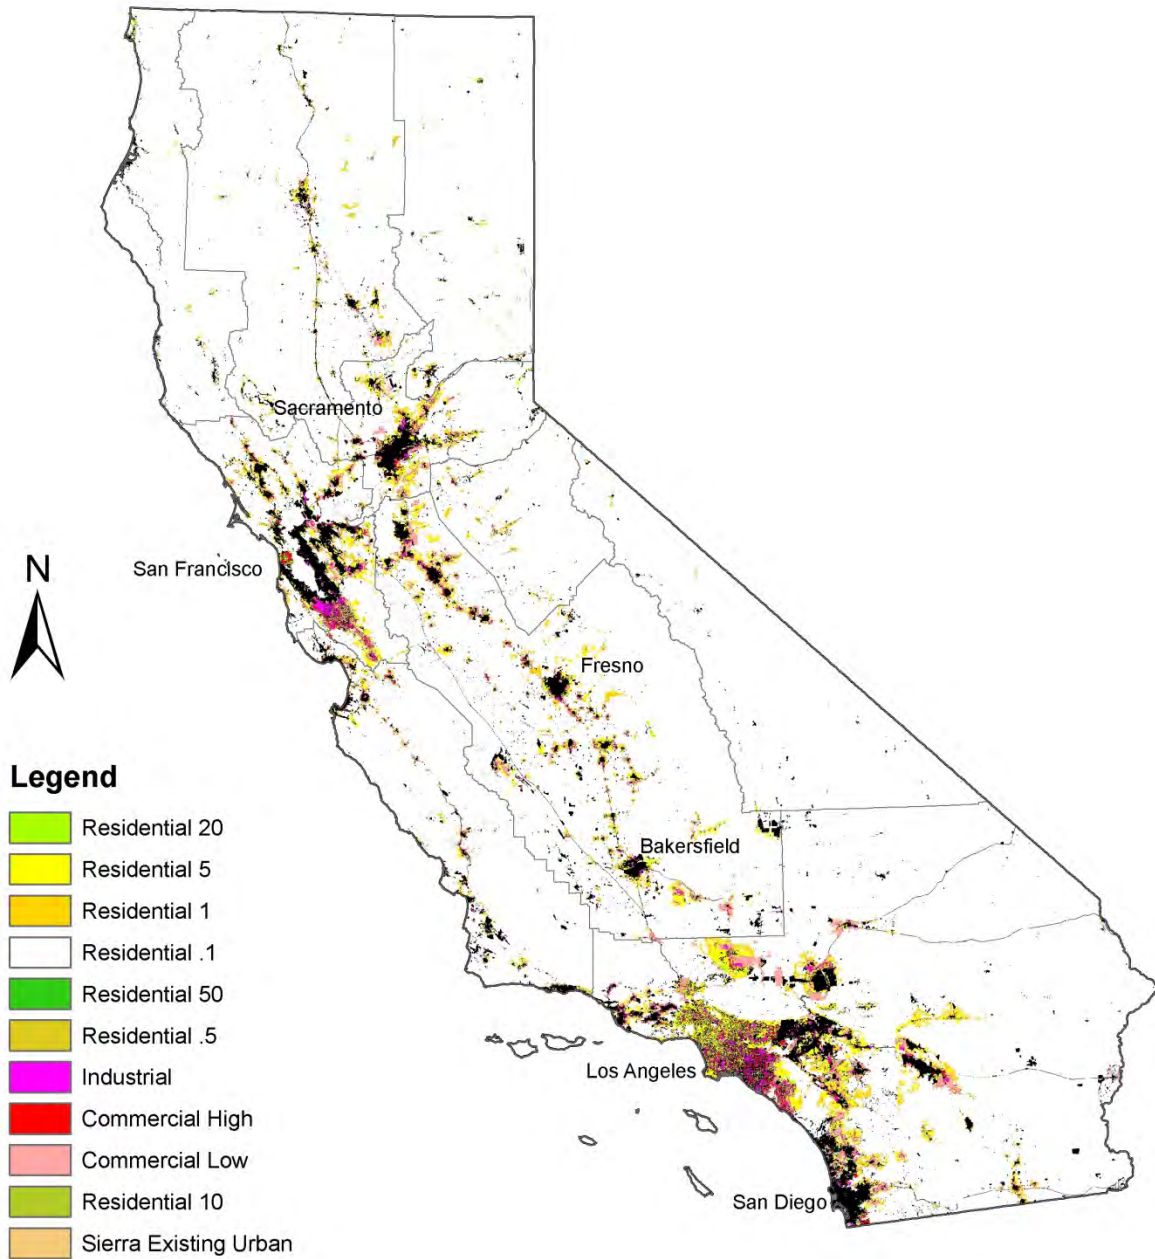 Sacramento
San Francisco
N
Fresno
Legend
Residential 20
Residential 5
Bakersfield
Residential 1
Residential .1
Residential 50
Residential .5
Industrial
Los Angeles
Commercial High
Commercial Low
Residential 10
San Diego
Sierra Existing Urban